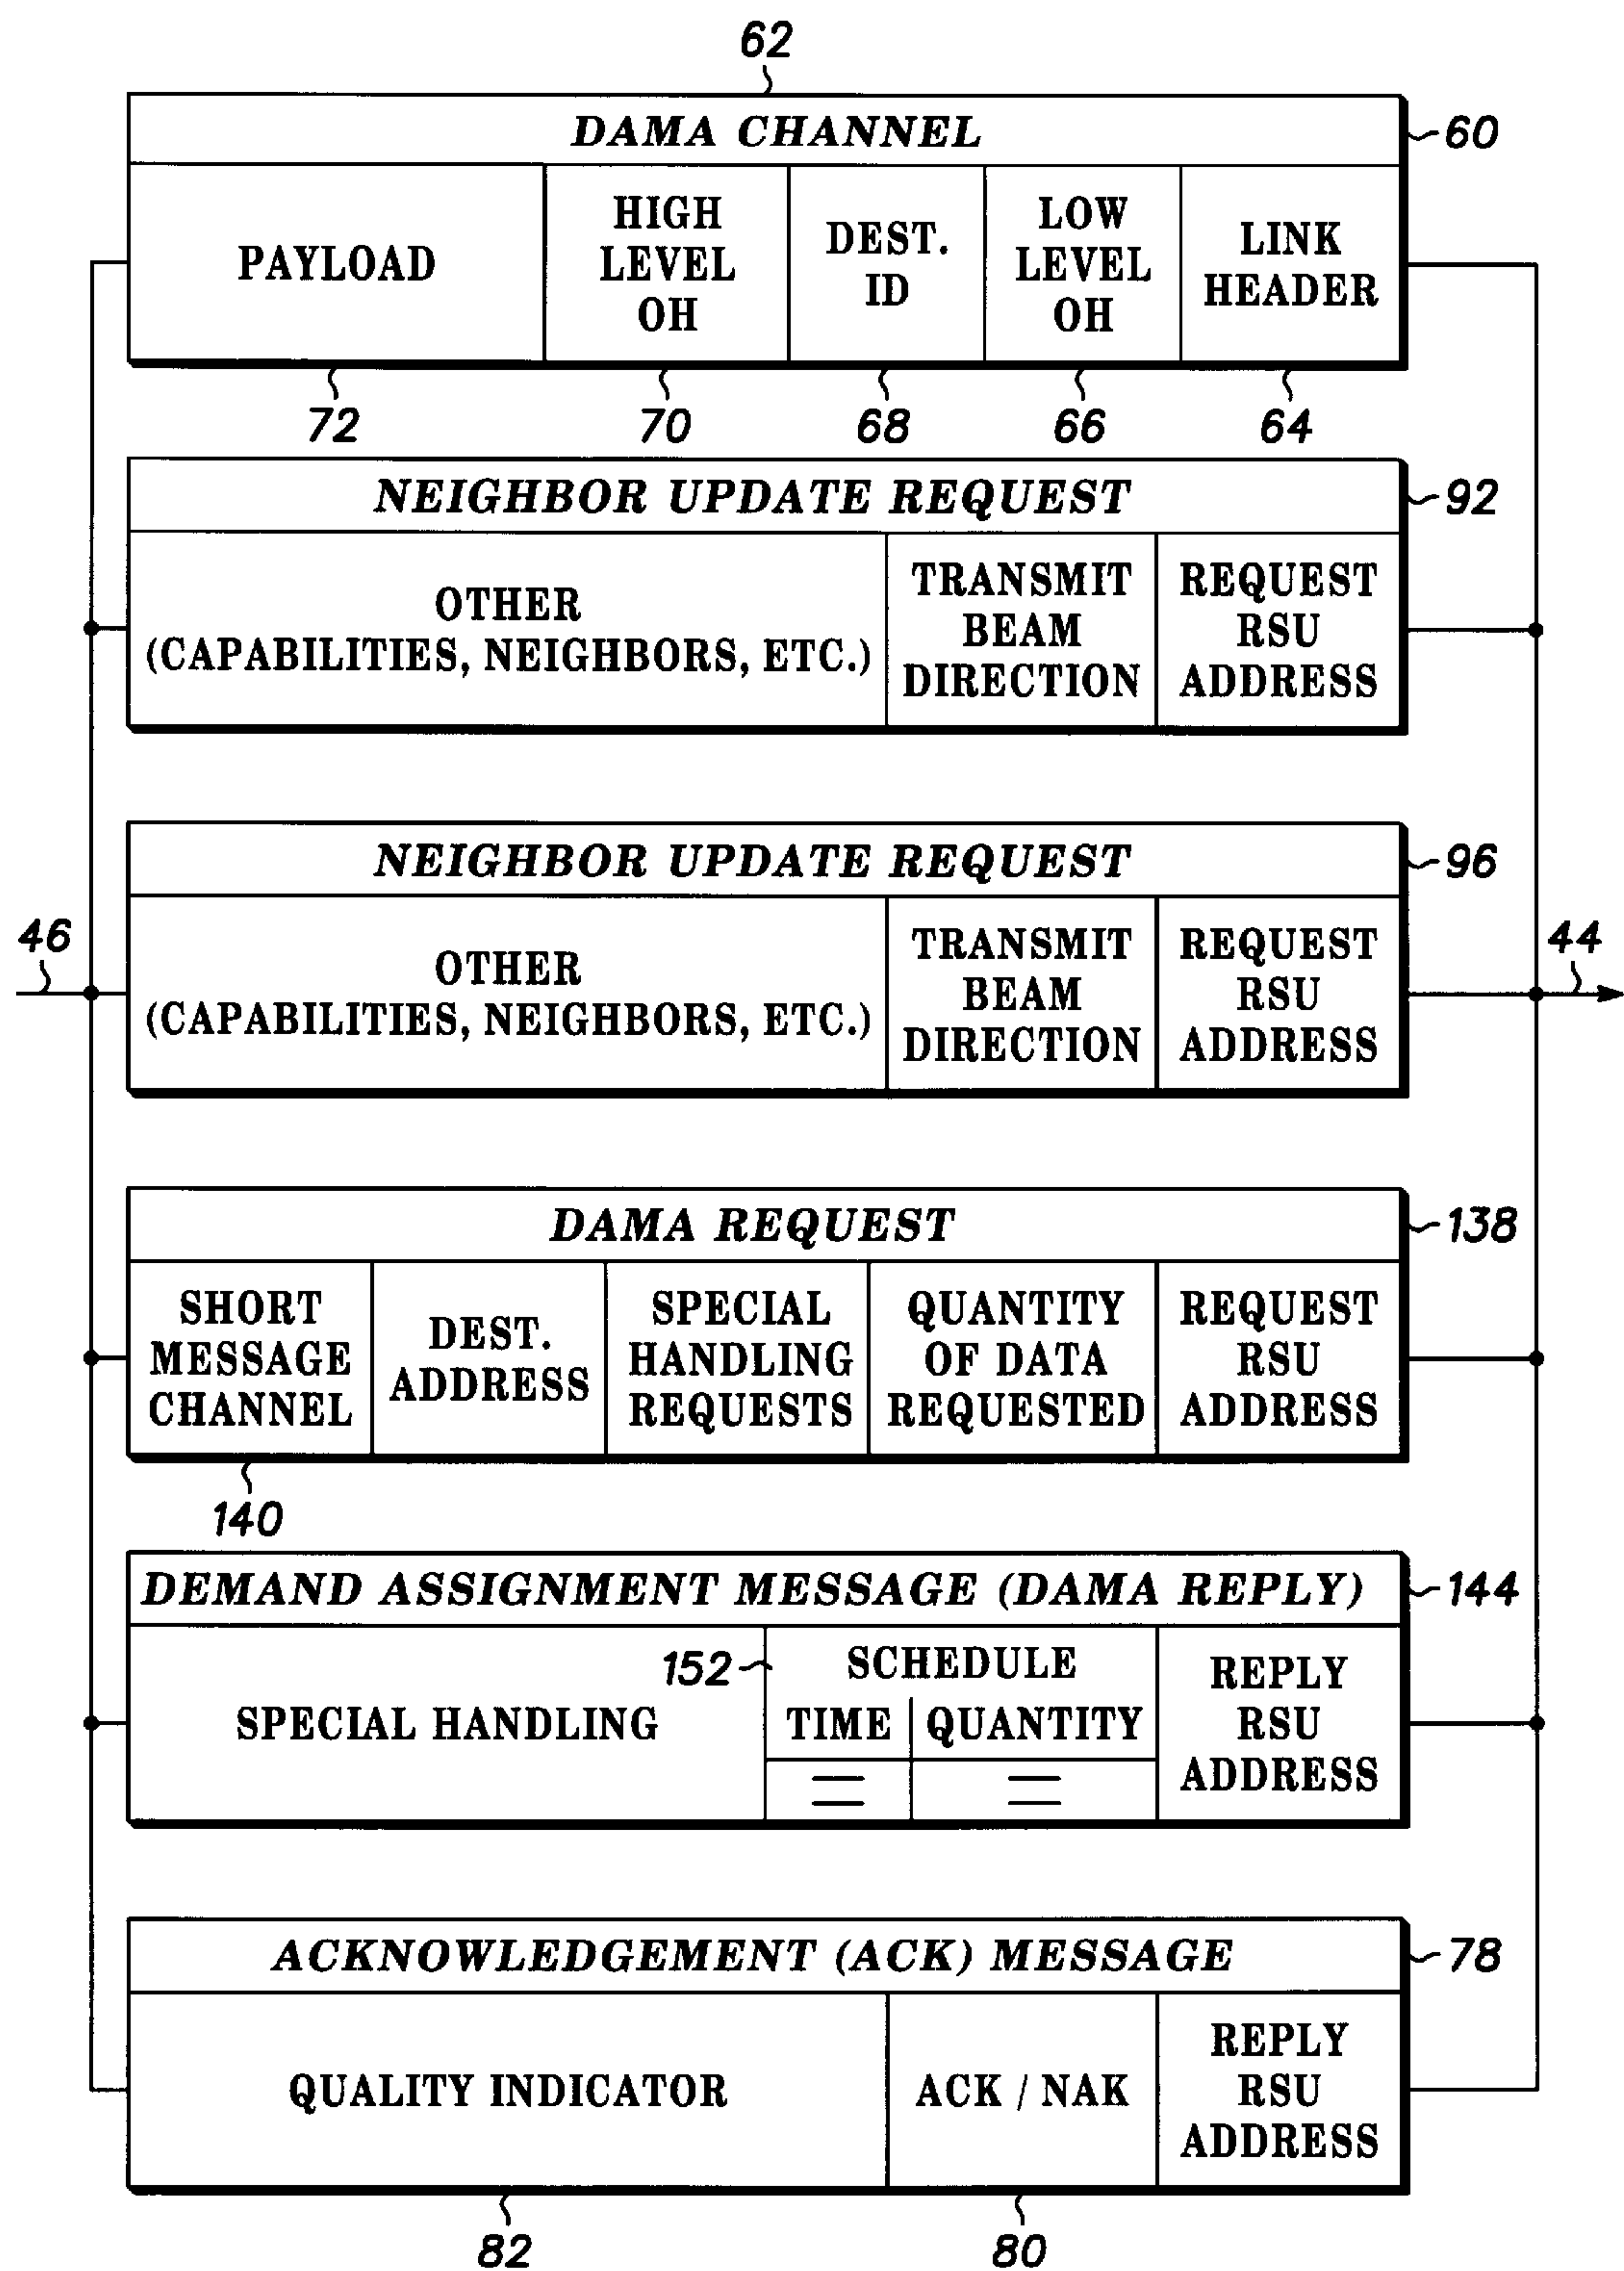 62
DAMA CHANNEL
60
PAYLOAD
HIGH
LEVEL
OH
DEST.
ID
LOW
LEVEL
OH
LINK
HEADER
72
70
68
66
64
NEIGHBOR UPDATE REQUEST
92
OTHER
(CAPABILITIES, NEIGHBORS, ETC.)
TRANSMIT
BEAM
DIRECTION
REQUEST
RSU
ADDRESS
NEIGHBOR UPDATE REQUEST
96
46
OTHER
(CAPABILITIES, NEIGHBORS, ETC.)
TRANSMIT
BEAM
DIRECTION
REQUEST
RSU
ADDRESS
44
DAMA REQUEST
138
SHORT
MESSAGE
CHANNEL
DEST.
ADDRESS
SPECIAL
HANDLING
REQUESTS
QUANTITY
OF DATA
REQUESTED
REQUEST
RSU
ADDRESS
140
DEMAND ASSIGNMENT MESSAGE (DAMA REPLY)
144
SPECIAL HANDLING
152
SCHEDULE
TIME
QUANTITY
REPLY
RSU
ADDRESS
ACKNOWLEDGEMENT (ACK) MESSAGE
78
QUALITY INDICATOR
ACK / NAK
REPLY
RSU
ADDRESS
82
80